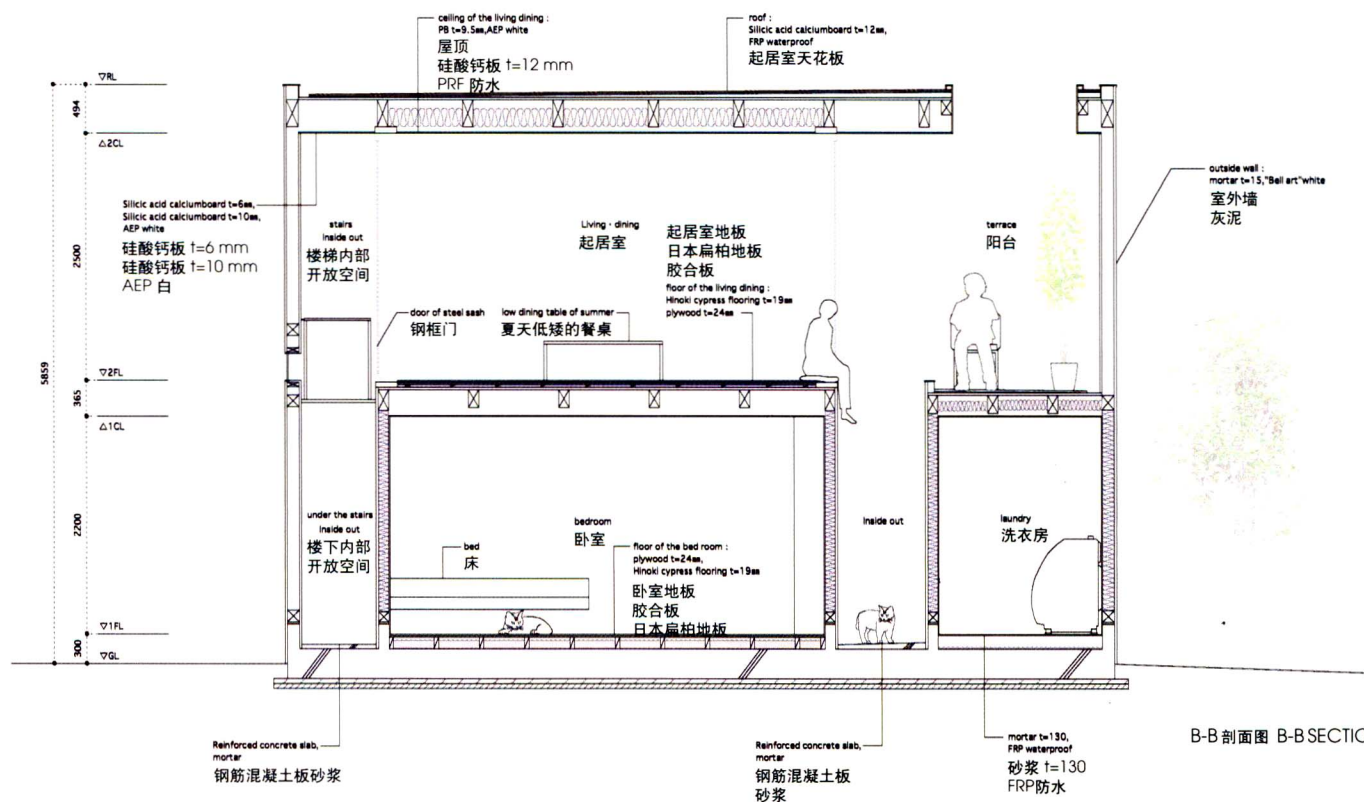 ceiling of the living dining :
PB t=9.5㎜,AEP white
屋顶
硅酸钙板 t=12 mm
PRF 防水
roof :
Silicic acid calciumboard t=12㎜,
FRP waterproof
起居室天花板
▽RL
494
△2CL
2500
5859
▽2FL
365
△1CL
2200
▽1FL
300
▽GL
Silicic acid calciumboard t=6㎜,
Silicic acid calciumboard t=10㎜,
AEP white
硅酸钙板 t=6 mm
硅酸钙板 t=10 mm
AEP 白
stairs
inside out
楼梯内部
开放空间
Living・dining
起居室
起居室地板
日本扁柏地板
胶合板
floor of the living dining :
Hinoki cypress flooring t=19㎜
plywood t=24㎜
terrace
阳台
outside wall :
mortar t=15,"Bell art"white
室外墙
灰泥
door of steel sash
钢框门
low dining table of summer
夏天低矮的餐桌
under the stairs
inside out
楼下内部
开放空间
bed
床
bedroom
卧室
floor of the bed room :
plywood t=24㎜,
Hinoki cypress flooring t=19㎜
卧室地板
胶合板
日本扁柏地板
inside out
laundry
洗衣房
Reinforced concrete slab,
mortar
钢筋混凝土板砂浆
Reinforced concrete slab,
mortar
钢筋混凝土板
砂浆
mortar t=130,
FRP waterproof
砂浆 t=130
FRP防水
B-B 剖面图 B-B SECTIO